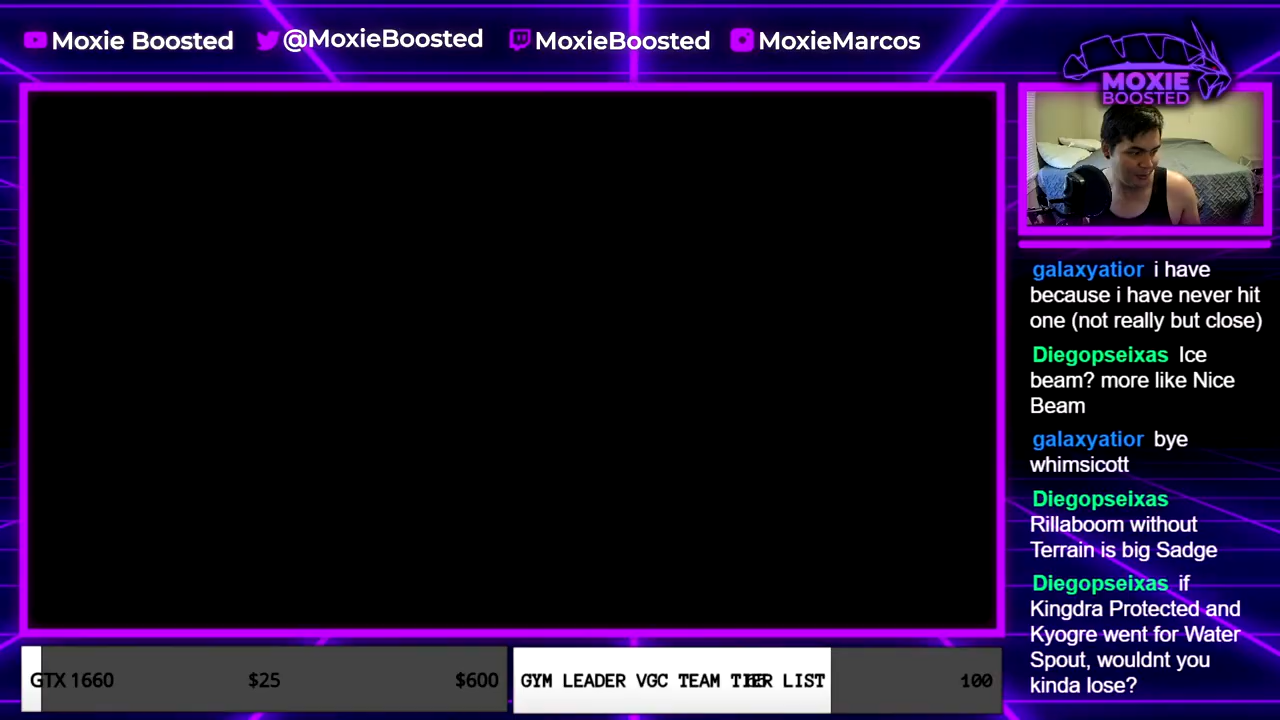 Moxie Boosted @MoxieBoosted MoxieBoosted MoxieMarcos
MOXIE
BOOSTED
galaxyatior i have
because i have never hit
one (not really but close)
Diegopseixas Ice
beam? more like Nice
Beam
galaxyatior bye
whimsicott
Diegopseixas
Rillaboom without
Terrain is big Sadge
Diegopseixas if
Kingdra Protected and
Kyogre went for Water
Spout, wouldnt you
kinda lose?
GTX 1660 $25 $600
GYM LEADER VGC TEAM TIER LIST 100